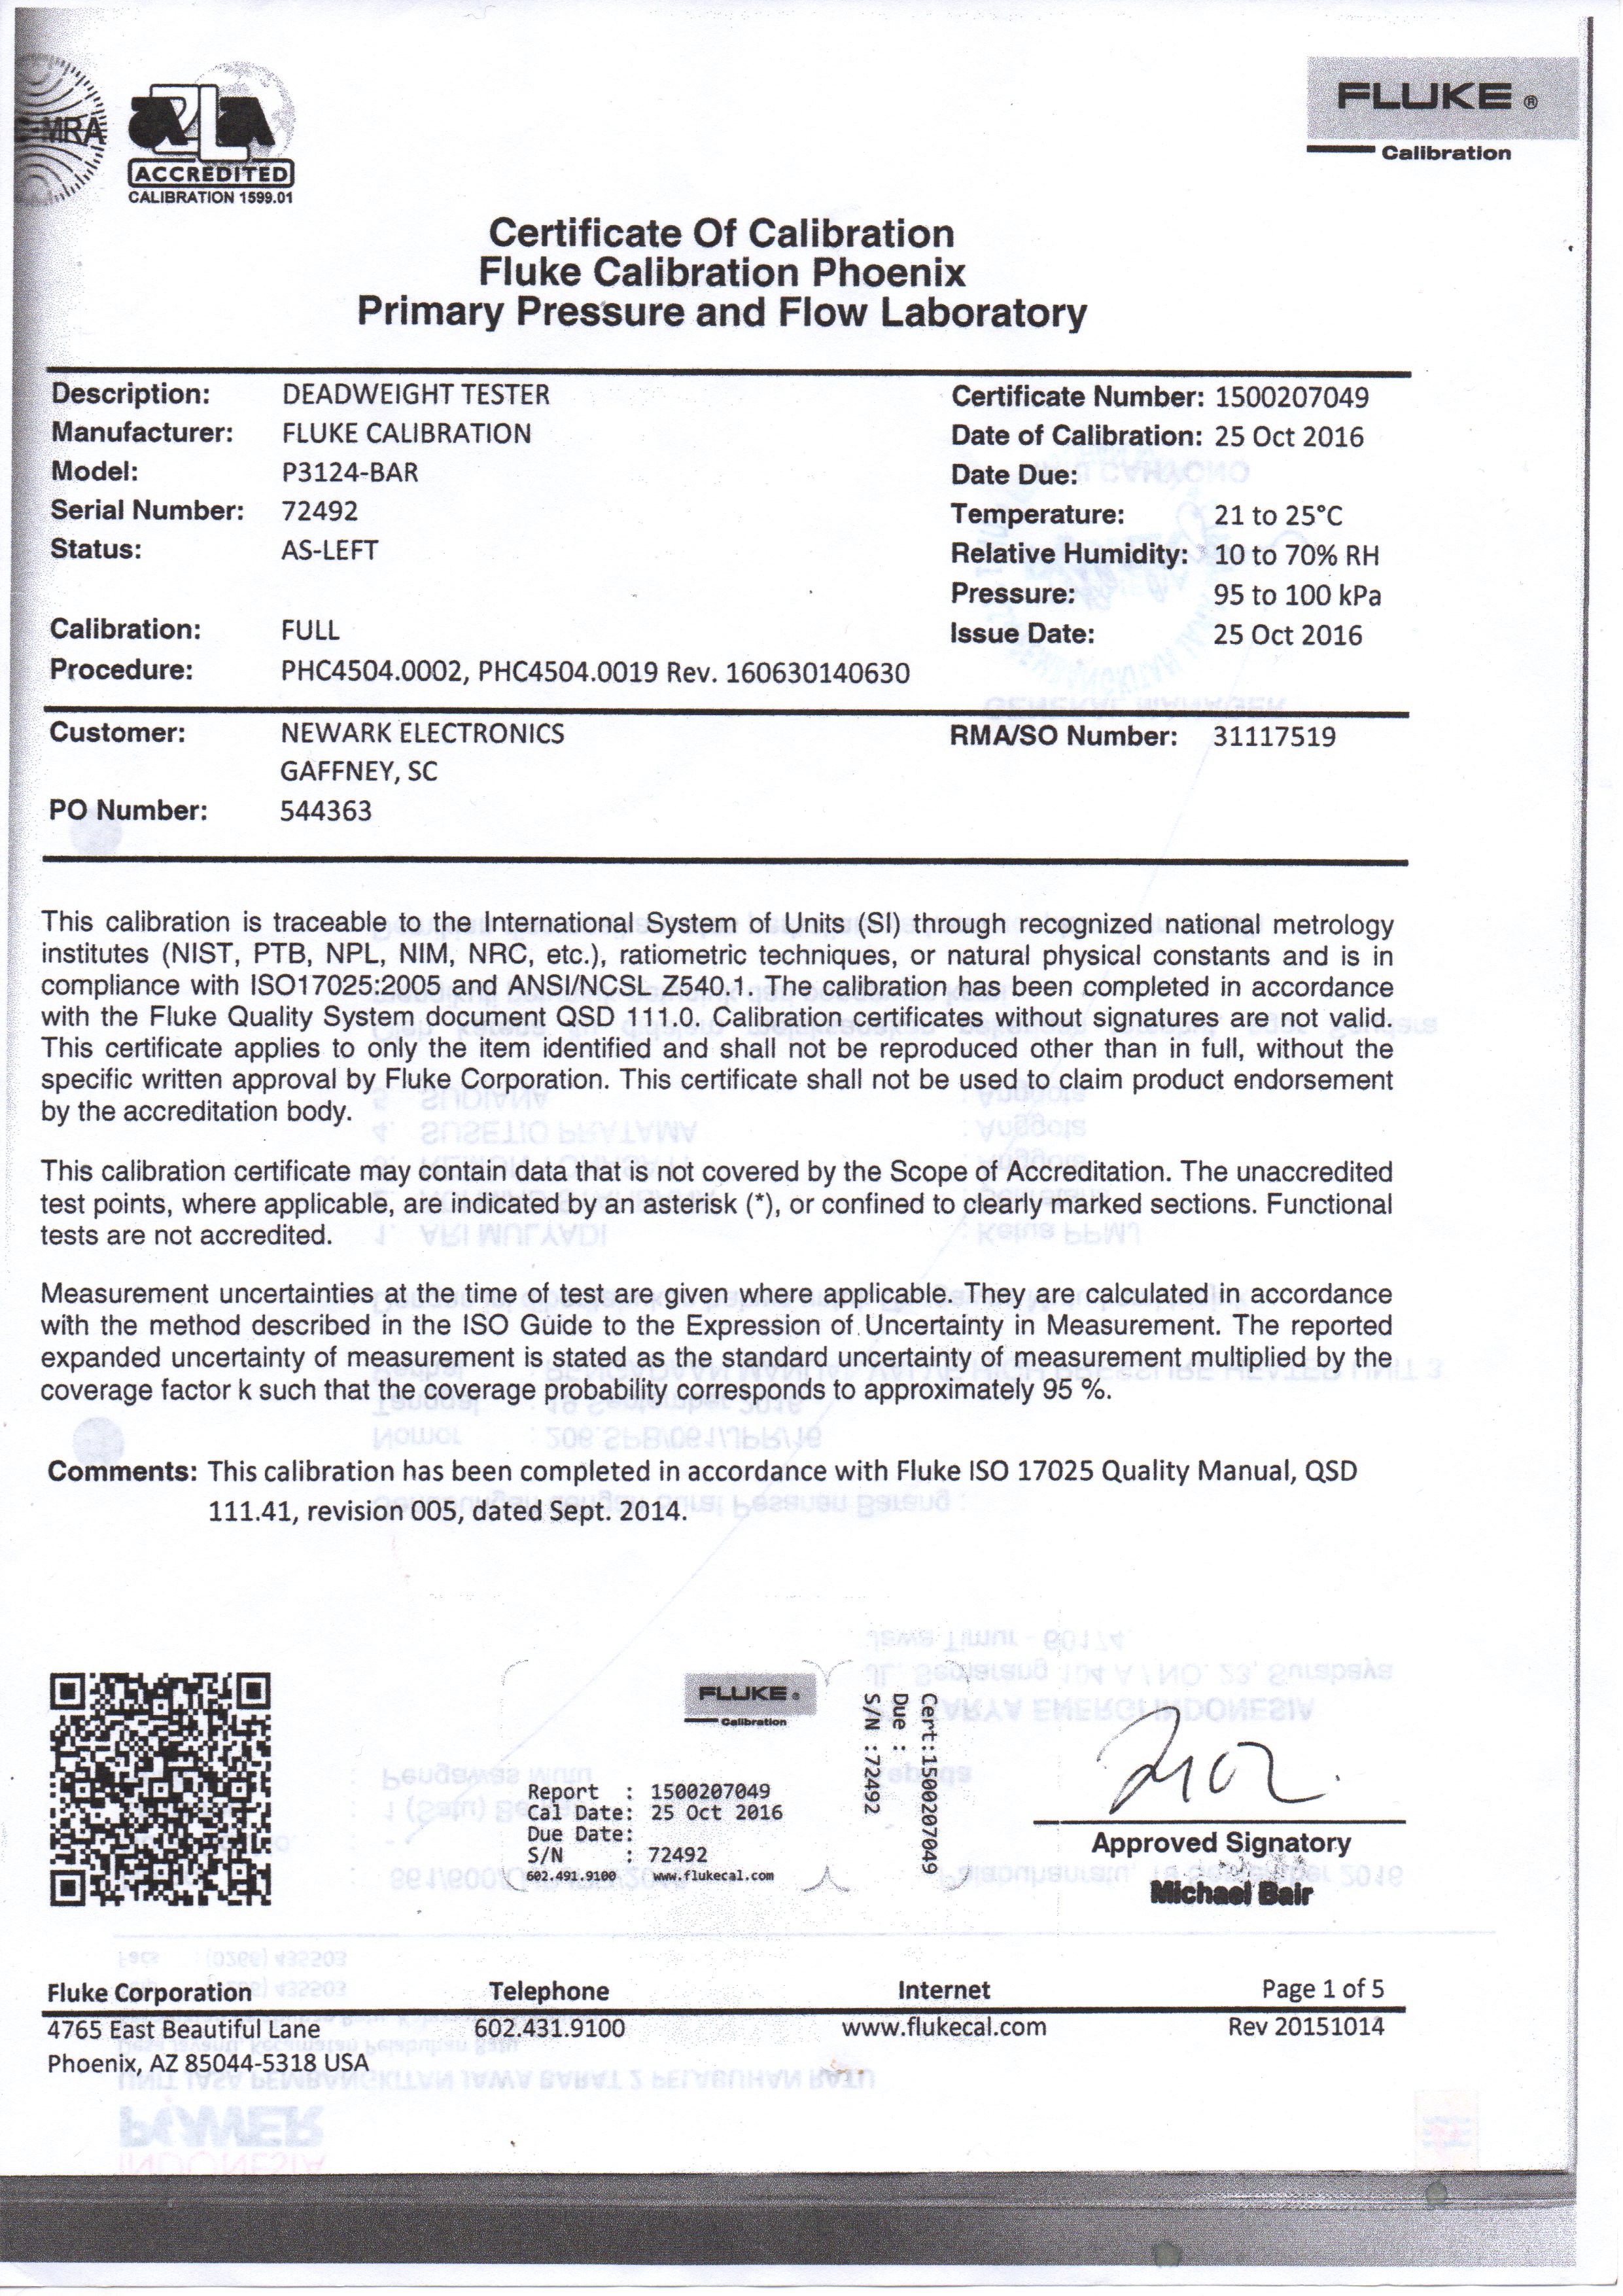 MRA
a2la
ACCREDITED
CALIBRATION 1599.01
FLUKE ®
Calibration
Certificate Of Calibration
Fluke Calibration Phoenix
Primary Pressure and Flow Laboratory
Description: DEADWEIGHT TESTER Certificate Number: 1500207049
Manufacturer: FLUKE CALIBRATION Date of Calibration: 25 Oct 2016
Model: P3124-BAR Date Due:
Serial Number: 72492 Temperature: 21 to 25°C
Status: AS-LEFT Relative Humidity: 10 to 70% RH
Pressure: 95 to 100 kPa
Calibration: FULL Issue Date: 25 Oct 2016
Procedure: PHC4504.0002, PHC4504.0019 Rev. 160630140630
Customer: NEWARK ELECTRONICS RMA/SO Number: 31117519
GAFFNEY, SC
PO Number: 544363
This calibration is traceable to the International System of Units (SI) through recognized national metrology
institutes (NIST, PTB, NPL, NIM, NRC, etc.), ratiometric techniques, or natural physical constants and is in
compliance with ISO17025:2005 and ANSI/NCSL Z540.1. The calibration has been completed in accordance
with the Fluke Quality System document QSD 111.0. Calibration certificates without signatures are not valid.
This certificate applies to only the item identified and shall not be reproduced other than in full, without the
specific written approval by Fluke Corporation. This certificate shall not be used to claim product endorsement
by the accreditation body.
This calibration certificate may contain data that is not covered by the Scope of Accreditation. The unaccredited
test points, where applicable, are indicated by an asterisk (*), or confined to clearly marked sections. Functional
tests are not accredited.
Measurement uncertainties at the time of test are given where applicable. They are calculated in accordance
with the method described in the ISO Guide to the Expression of Uncertainty in Measurement. The reported
expanded uncertainty of measurement is stated as the standard uncertainty of measurement multiplied by the
coverage factor k such that the coverage probability corresponds to approximately 95 %.
Comments: This calibration has been completed in accordance with Fluke ISO 17025 Quality Manual, QSD
111.41, revision 005, dated Sept. 2014.
FLUKE ®
Calibration
Report : 1500207049
Cal Date: 25 Oct 2016
Due Date:
S/N : 72492
602.491.9100 www.flukecal.com
Cert:1500207049
Due :
S/N :72492
Approved Signatory
Michael Bair
Fluke Corporation Telephone Internet Page 1 of 5
4765 East Beautiful Lane 602.431.9100 www.flukecal.com Rev 20151014
Phoenix, AZ 85044-5318 USA